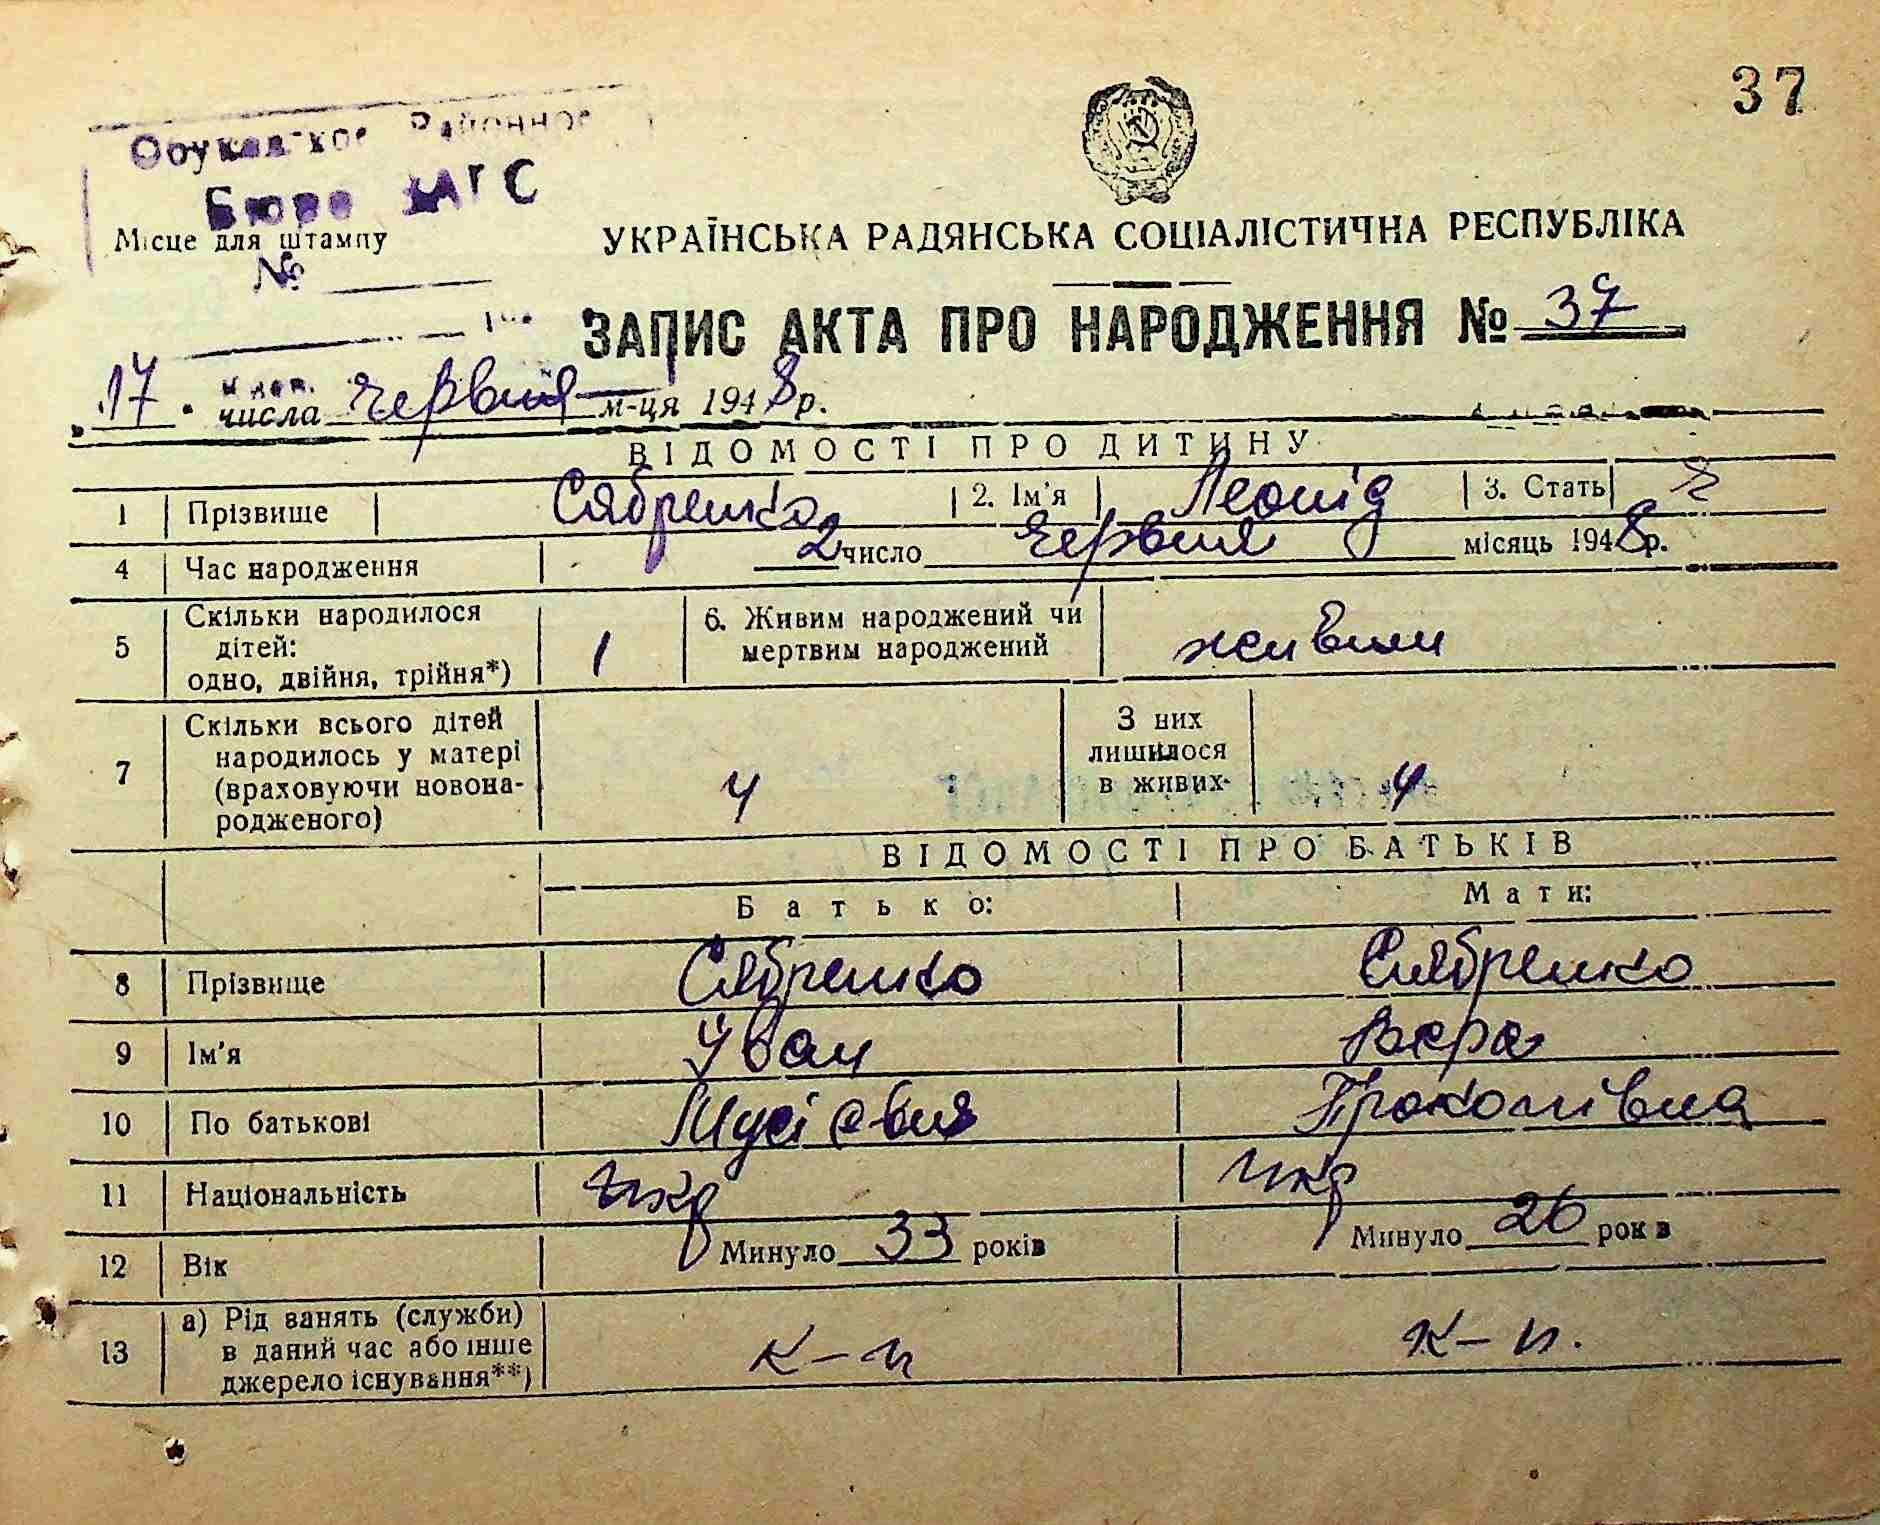 37
Обуховское Районное
Бюро ЗАГС
Місце для штампу
№
УКРАЇНСЬКА РАДЯНСЬКА СОЦІАЛІСТИЧНА РЕСПУБЛІКА
ЗАПИС АКТА ПРО НАРОДЖЕННЯ № 37
„17" числа червня м-ця 1948 р.
ВІДОМОСТІ ПРО ДИТИНУ
1 Прізвище Сябренко 2. Ім'я Леонід 3. Стать ч
4 Час народження 2 число червня місяць 1948 р.
5 Скільки народилося дітей: одно, двійня, трійня*) 1 6. Живим народжений чи мертвим народжений живим
7 Скільки всього дітей народилось у матері (враховуючи новонародженого) 4 З них лишилося в живих 4
ВІДОМОСТІ ПРО БАТЬКІВ
Батько: Мати:
8 Прізвище Сябренко Сябренко
9 Ім'я Іван Вера
10 По батькові Мусієвич Прокопівна
11 Національність укр укр
12 Вік Минуло 33 років Минуло 26 років
13 а) Рід занять (служби) в даний час або інше джерело існування**) к-п к-п.